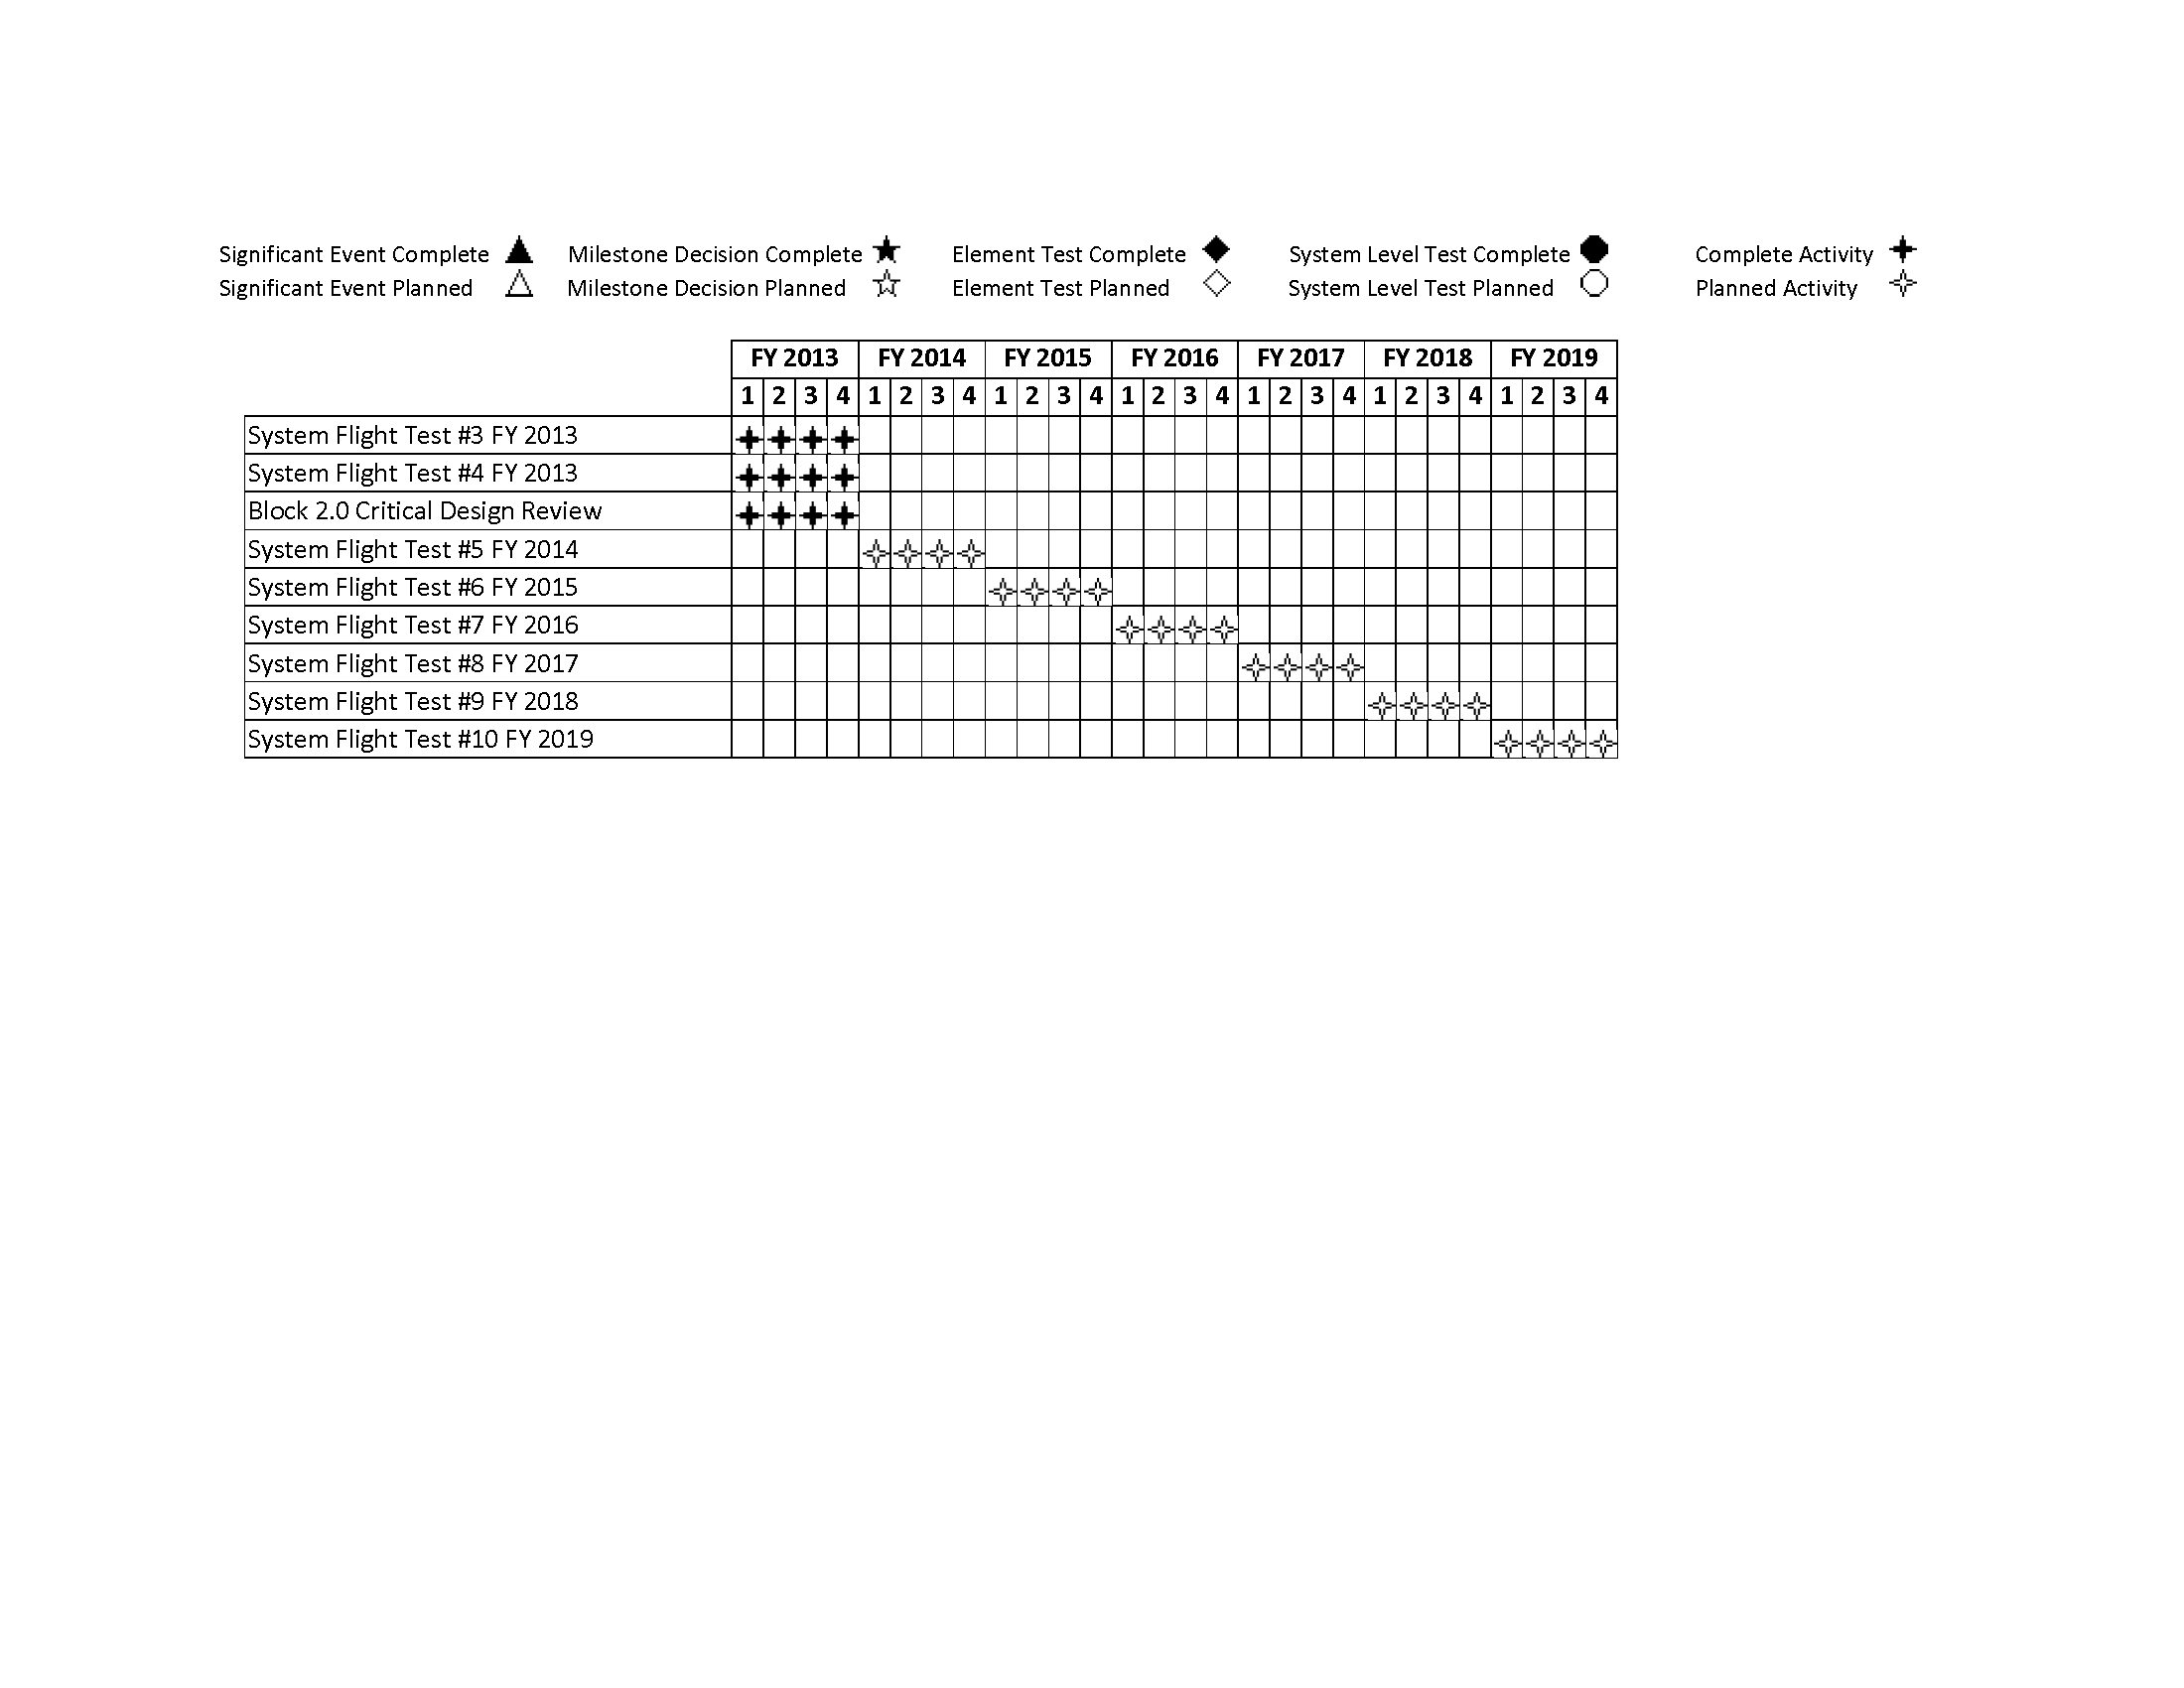 Significant Event Complete Milestone Decision Complete Element Test Complete System Level Test Complete Complete Activity
Significant Event Planned Milestone Decision Planned Element Test Planned System Level Test Planned Planned Activity
FY 2013 FY 2014 FY 2015 FY 2016 FY 2017 FY 2018 FY 2019
1 2 3 4 1 2 3 4 1 2 3 4 1 2 3 4 1 2 3 4 1 2 3 4 1 2 3 4
System Flight Test #3 FY 2013
System Flight Test #4 FY 2013
Block 2.0 Critical Design Review
System Flight Test #5 FY 2014
System Flight Test #6 FY 2015
System Flight Test #7 FY 2016
System Flight Test #8 FY 2017
System Flight Test #9 FY 2018
System Flight Test #10 FY 2019